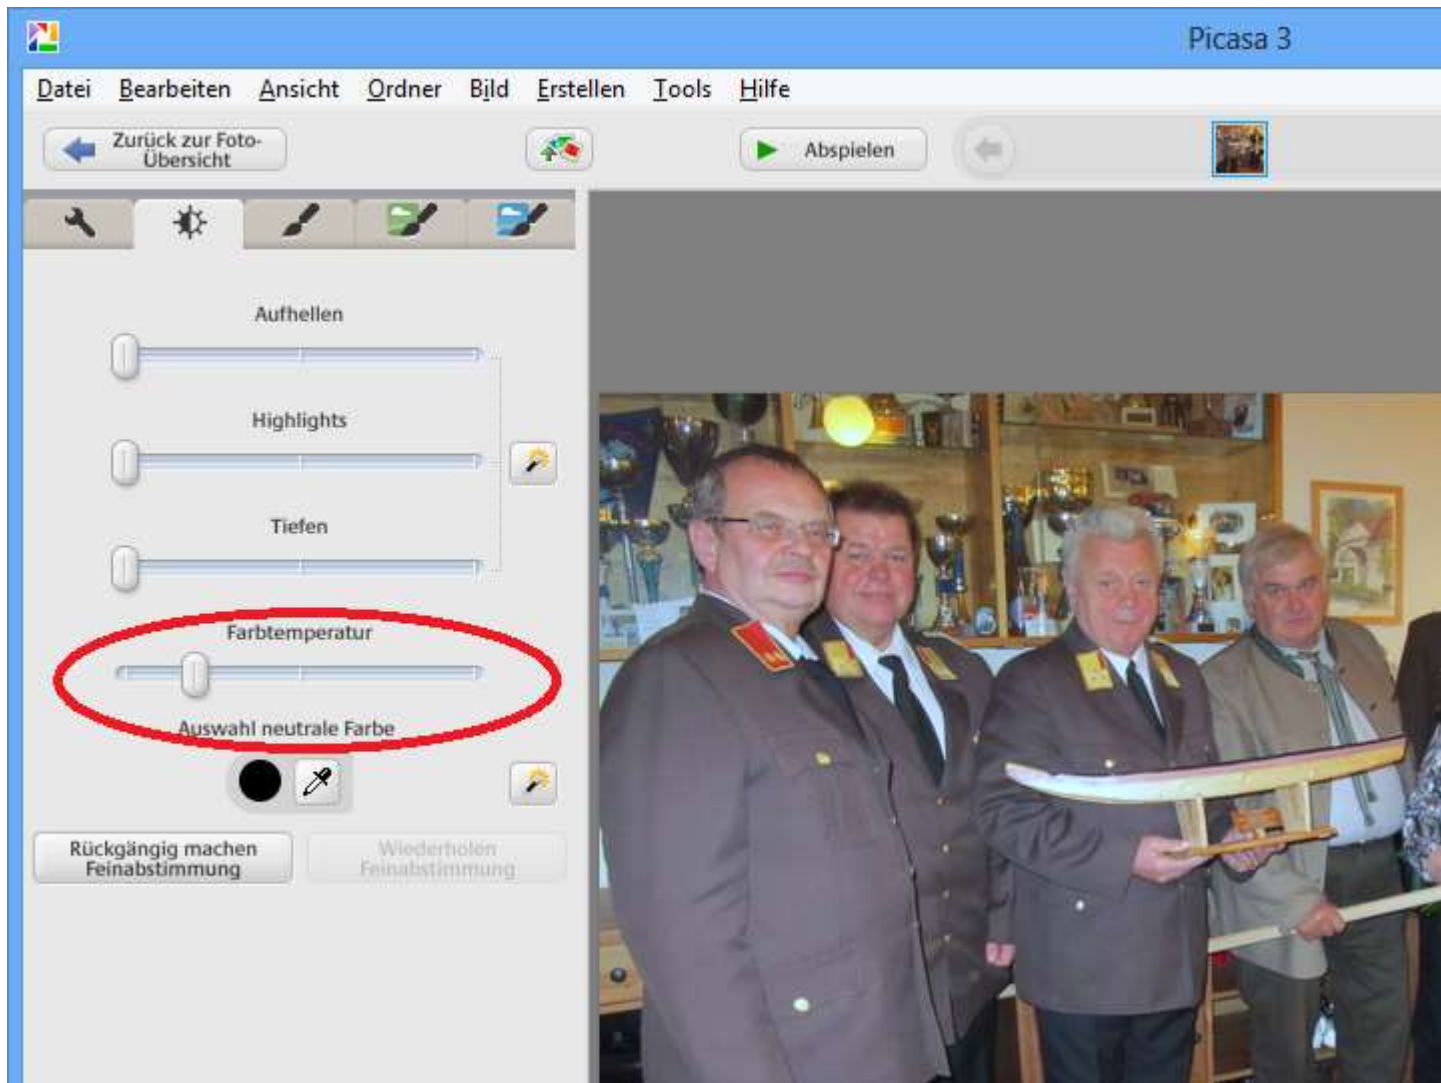 Picasa 3
Datei Bearbeiten Ansicht Ordner Bild Erstellen Tools Hilfe
Zurück zur Foto-
Übersicht
Abspielen
Aufhellen
Highlights
Tiefen
Farbtemperatur
Auswahl neutrale Farbe
Rückgängig machen
Feinabstimmung
Wiederholen
Feinabstimmung